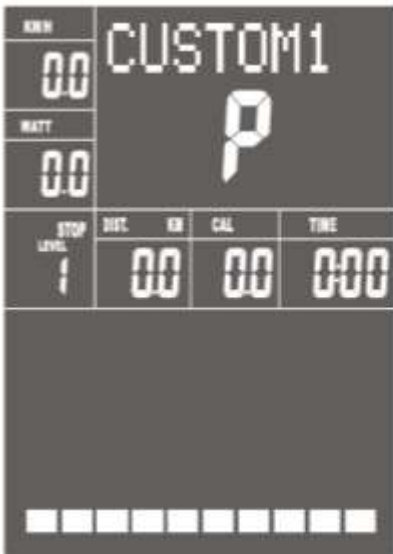 KMH
CUSTOM1
0.0
P
WATT
0.0
STOP
DIST. KM
CAL
TIME
LEVEL
1
0.0
0.0
0:00